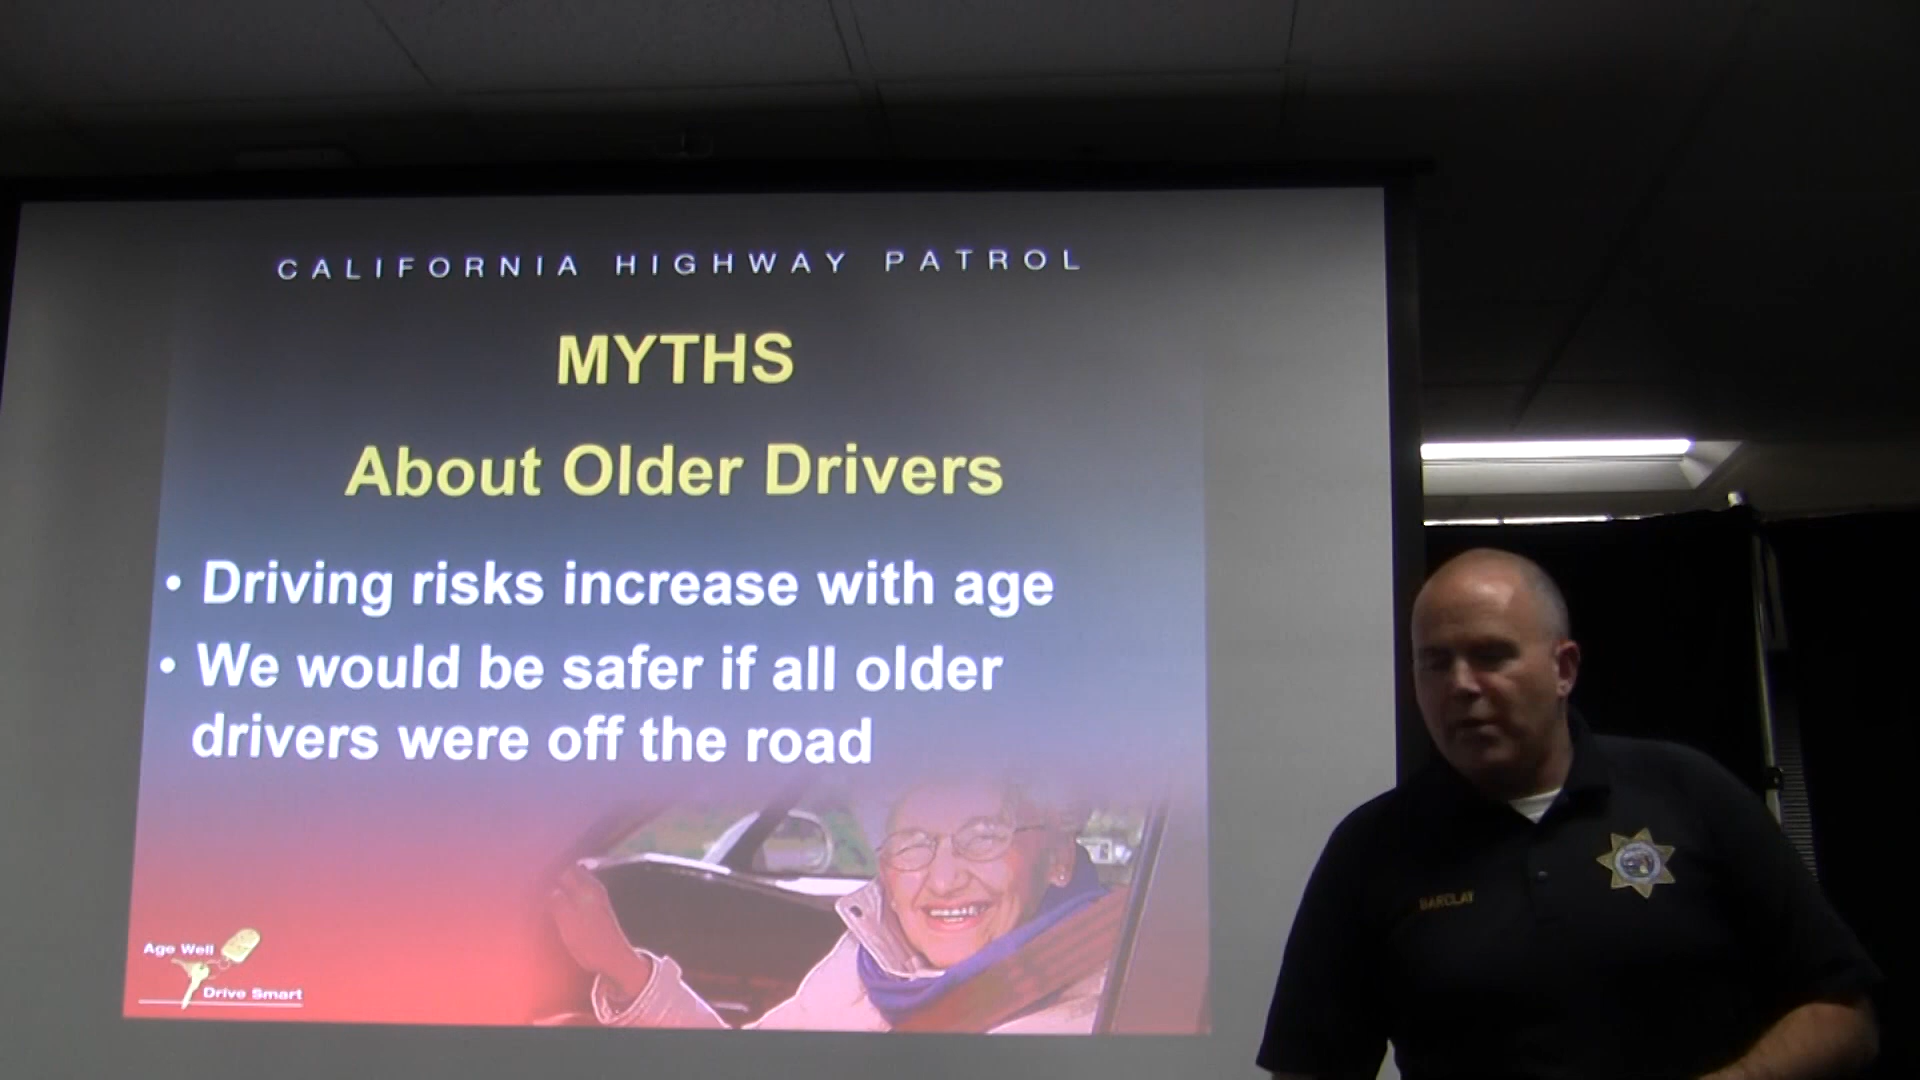 CALIFORNIA HIGHWAY PATROL
MYTHS
About Older Drivers
• Driving risks increase with age
• We would be safer if all older
drivers were off the road
Age Well
Drive Smart
BARCLAY